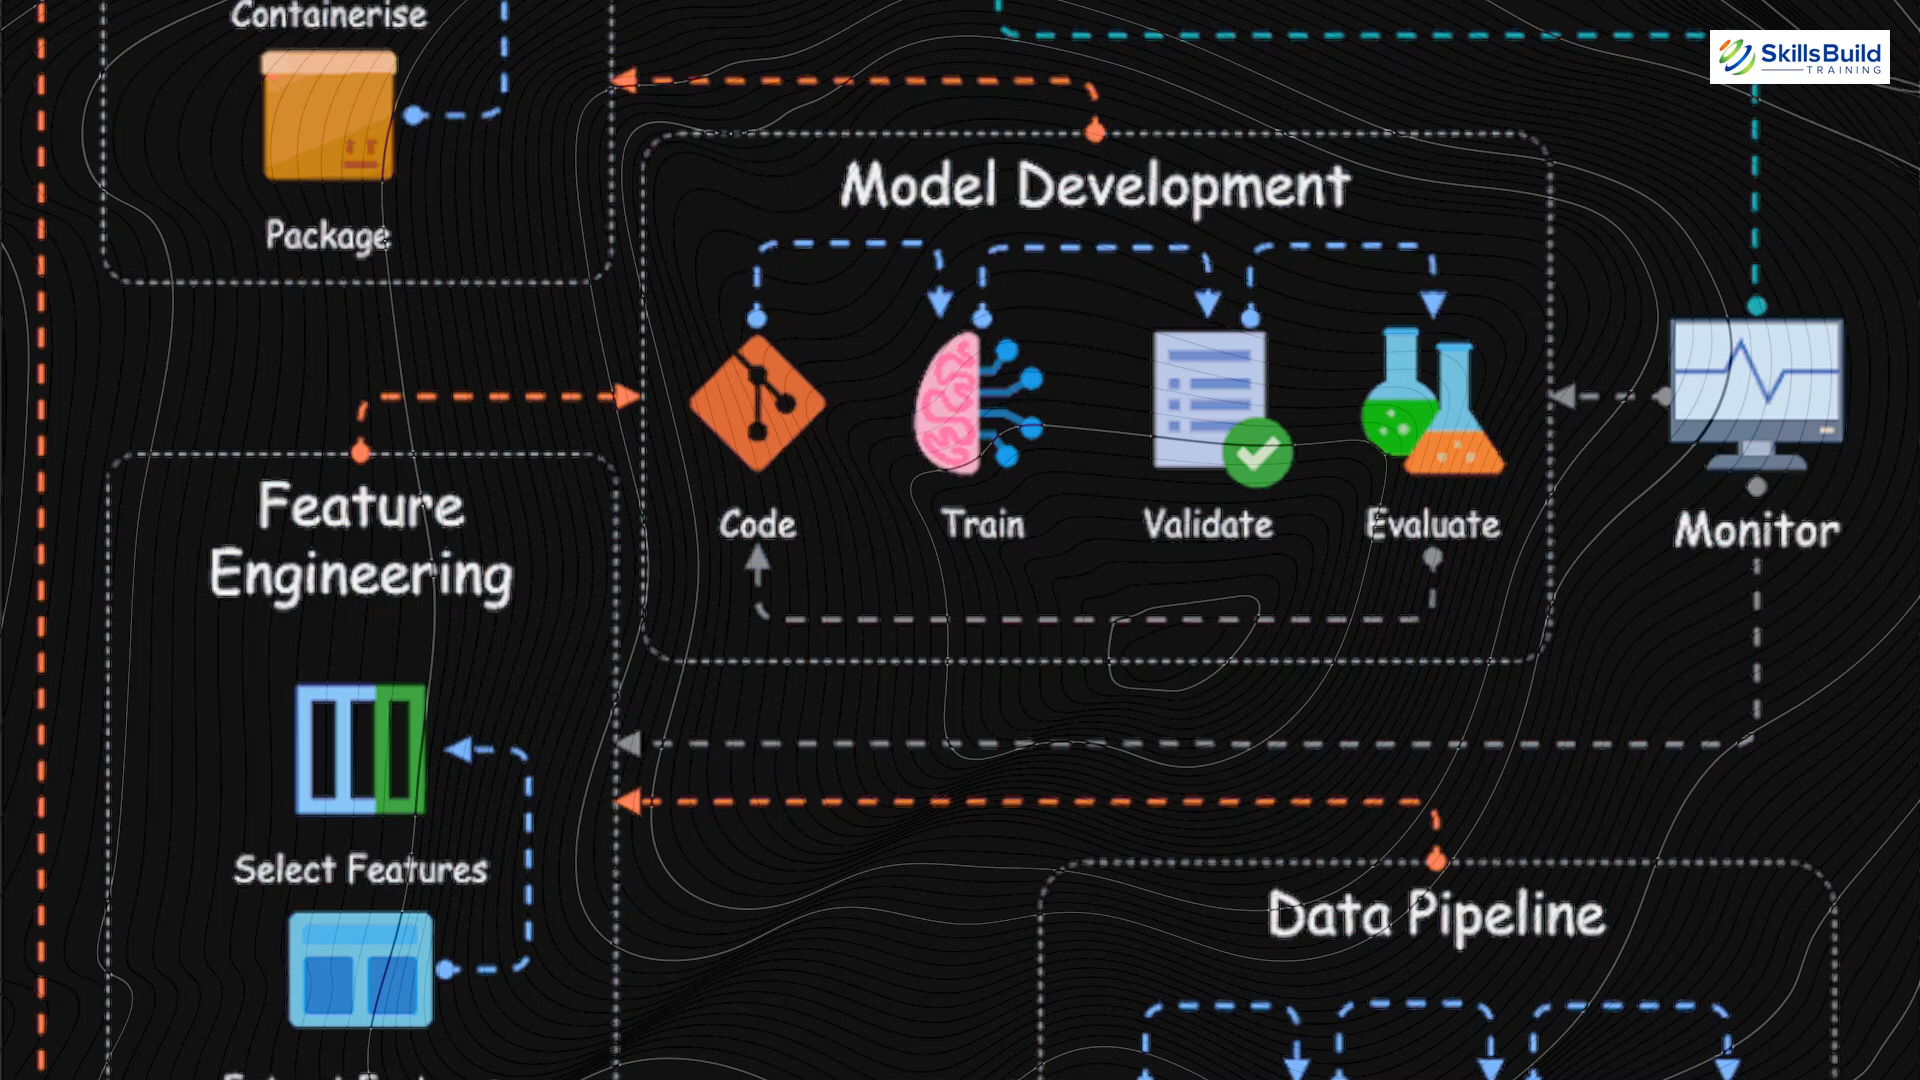 Containerise
SkillsBuild
TRAINING
Package
Model Development
Code
Train
Validate
Evaluate
Monitor
Feature
Engineering
Select Features
Data Pipeline